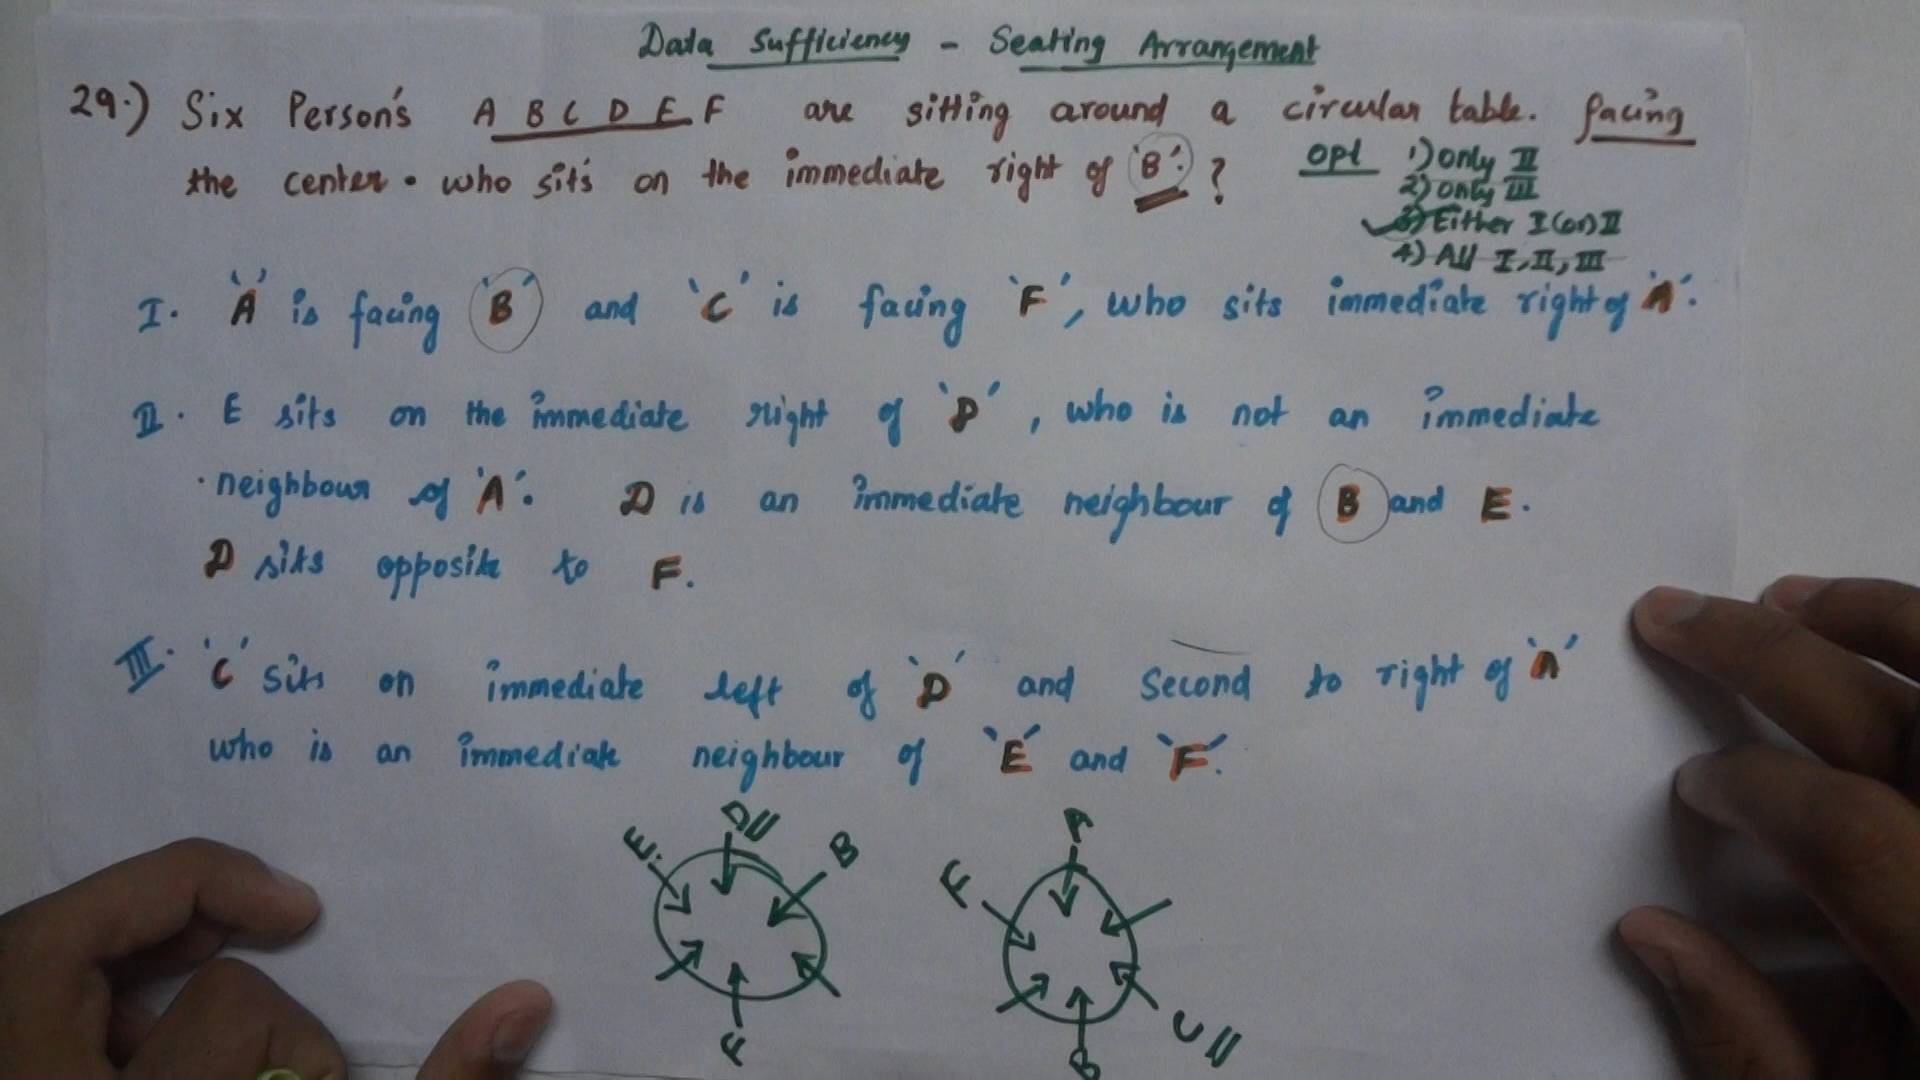 Data Sufficiency - Seating Arrangement
29.) Six Person's A B C D E F are sitting around a circular table. facing
the center. who sits on the immediate right of 'B'.?
opt 1) only II
2) only III
3) Either I (or) II
4) All I, II, III
I. 'A' is facing 'B' and 'C' is facing 'F', who sits immediate right of 'A'.
II. E sits on the immediate right of 'D', who is not an immediate
neighbour of 'A'. D is an immediate neighbour of B and E.
D sits opposite to F.
III. 'C' sits on immediate left of 'D' and Second to right of 'A'
who is an immediate neighbour of 'E' and 'F'.
E D B
F
A
F
C
B